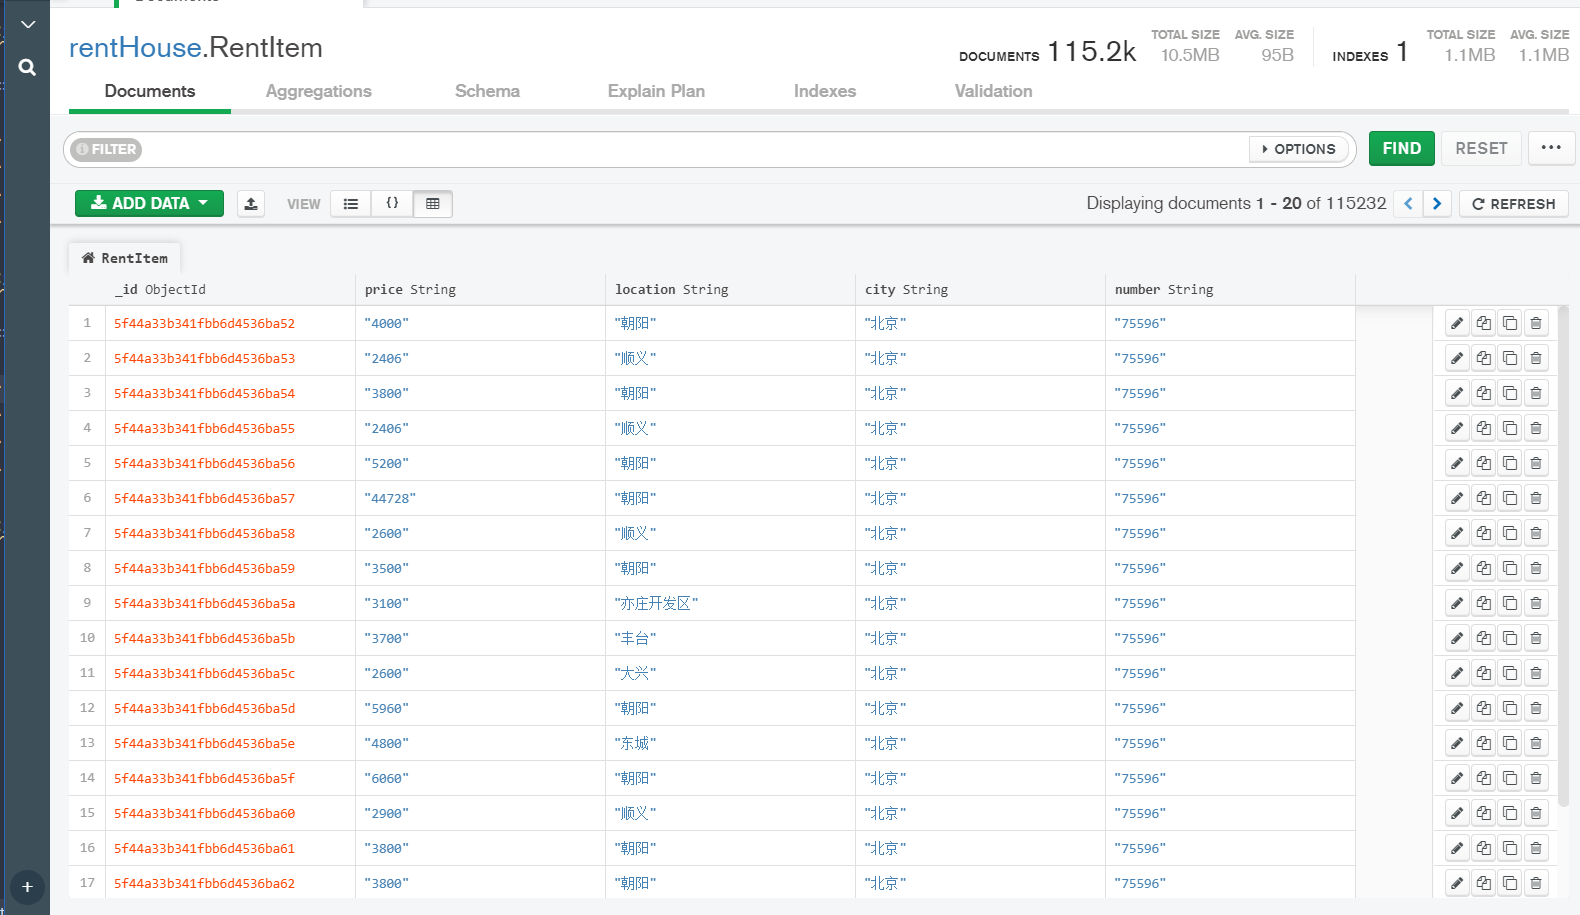 rentHouse.RentItem
DOCUMENTS 115.2k TOTAL SIZE 10.5MB AVG. SIZE 95B INDEXES 1 TOTAL SIZE 1.1MB AVG. SIZE 1.1MB
Documents Aggregations Schema Explain Plan Indexes Validation
FILTER OPTIONS FIND RESET ...
ADD DATA VIEW {} Displaying documents 1 - 20 of 115232 < > REFRESH
RentItem
_id ObjectId price String location String city String number String
1 5f44a33b341fbb6d4536ba52 "4000" "朝阳" "北京" "75596"
2 5f44a33b341fbb6d4536ba53 "2406" "顺义" "北京" "75596"
3 5f44a33b341fbb6d4536ba54 "3800" "朝阳" "北京" "75596"
4 5f44a33b341fbb6d4536ba55 "2406" "顺义" "北京" "75596"
5 5f44a33b341fbb6d4536ba56 "5200" "朝阳" "北京" "75596"
6 5f44a33b341fbb6d4536ba57 "44728" "朝阳" "北京" "75596"
7 5f44a33b341fbb6d4536ba58 "2600" "顺义" "北京" "75596"
8 5f44a33b341fbb6d4536ba59 "3500" "朝阳" "北京" "75596"
9 5f44a33b341fbb6d4536ba5a "3100" "亦庄开发区" "北京" "75596"
10 5f44a33b341fbb6d4536ba5b "3700" "丰台" "北京" "75596"
11 5f44a33b341fbb6d4536ba5c "2600" "大兴" "北京" "75596"
12 5f44a33b341fbb6d4536ba5d "5960" "朝阳" "北京" "75596"
13 5f44a33b341fbb6d4536ba5e "4800" "东城" "北京" "75596"
14 5f44a33b341fbb6d4536ba5f "6060" "朝阳" "北京" "75596"
15 5f44a33b341fbb6d4536ba60 "2900" "顺义" "北京" "75596"
16 5f44a33b341fbb6d4536ba61 "3800" "朝阳" "北京" "75596"
17 5f44a33b341fbb6d4536ba62 "3800" "朝阳" "北京" "75596"